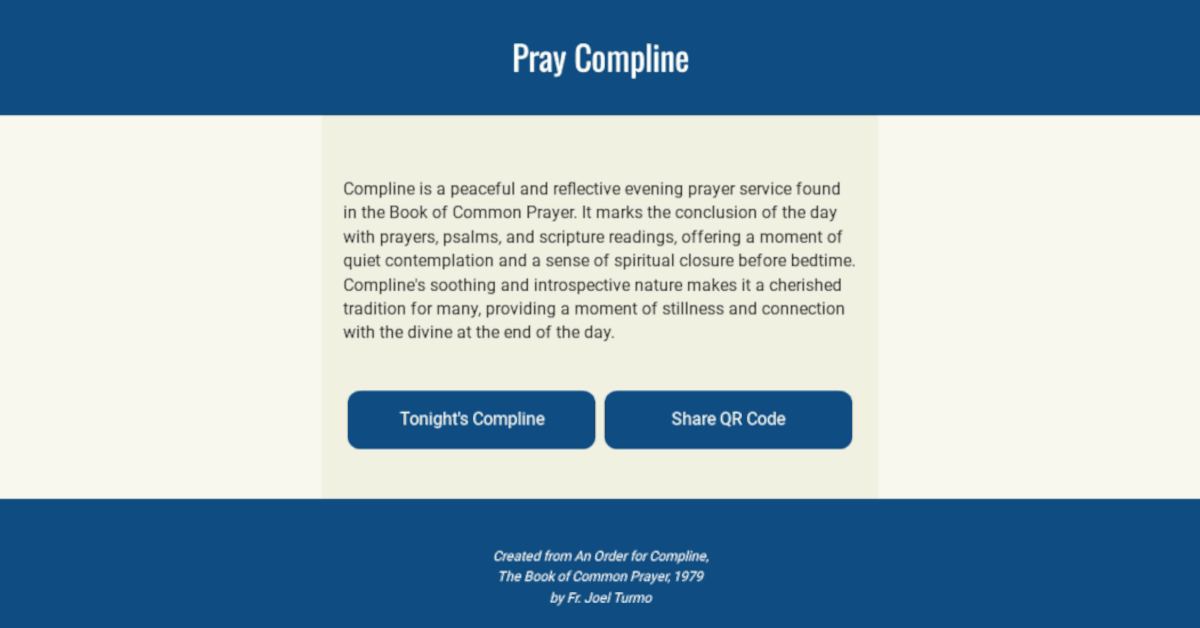 Pray Compline
Compline is a peaceful and reflective evening prayer service found
in the Book of Common Prayer. It marks the conclusion of the day
with prayers, psalms, and scripture readings, offering a moment of
quiet contemplation and a sense of spiritual closure before bedtime.
Compline's soothing and introspective nature makes it a cherished
tradition for many, providing a moment of stillness and connection
with the divine at the end of the day.
Tonight's Compline
Share QR Code
Created from An Order for Compline,
The Book of Common Prayer, 1979
by Fr. Joel Turmo